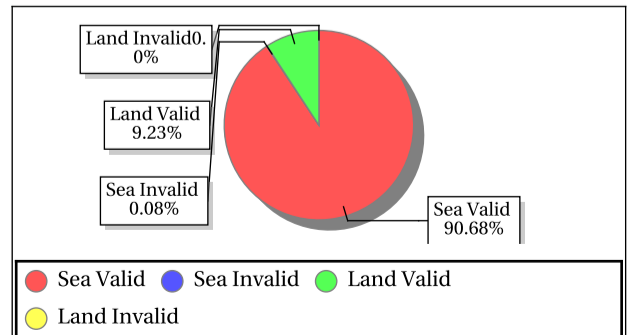 Land Invalid0.
0%
Land Valid
9.23%
Sea Invalid
0.08%
Sea Valid
90.68%
Sea Valid
Sea Invalid
Land Valid
Land Invalid